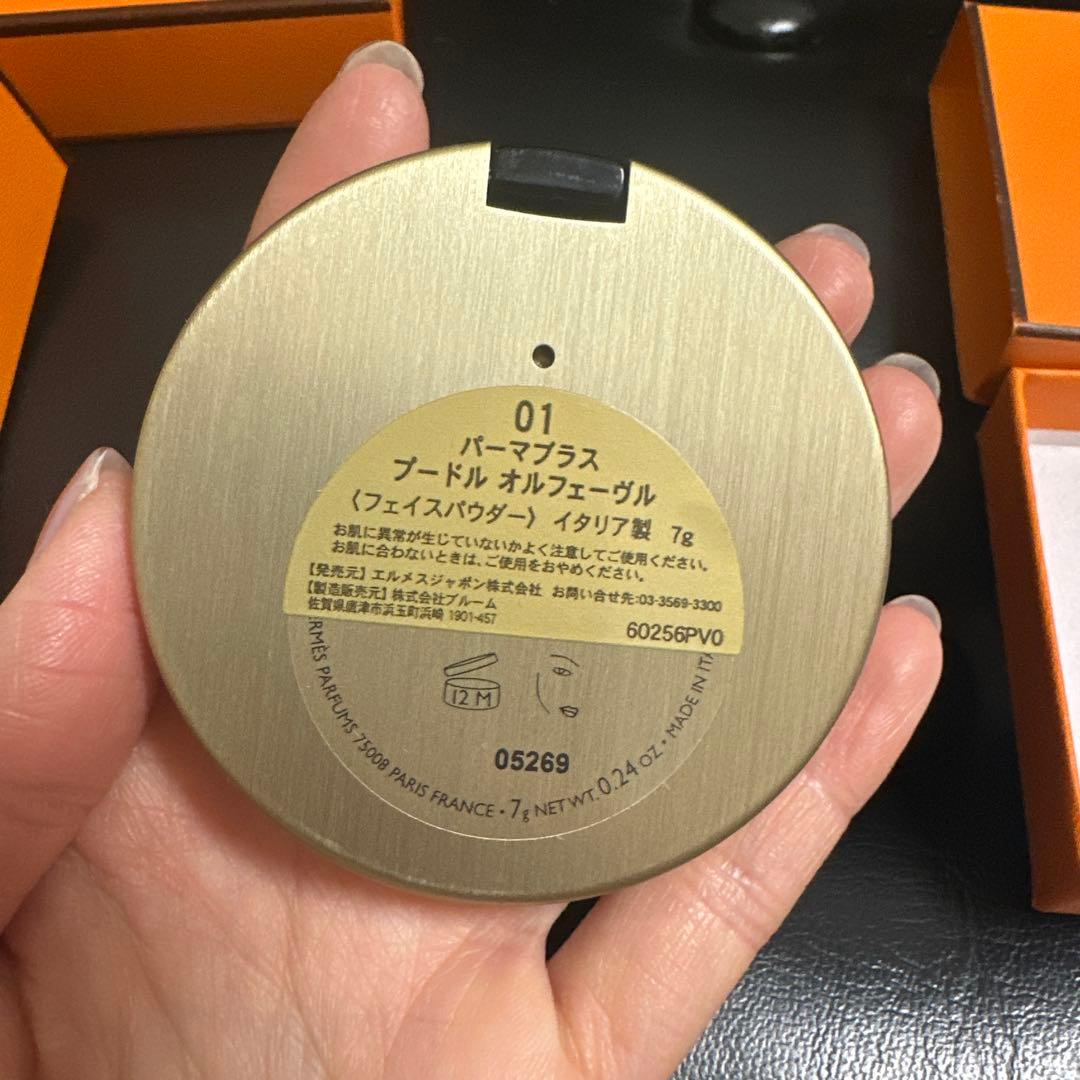 01
パーマブラス
プードル オルフェーヴル
〈フェイスパウダー〉 イタリア製 7g
お肌に異常が生じていないかよく注意してご使用ください。
お肌に合わないときは、ご使用をおやめください。
【発売元】エルメスジャポン株式会社 お問い合せ先:03-3569-3300
【製造販売元】株式会社ブルーム
佐賀県唐津市浜玉町浜崎 1901-457
60256PV0
12 M
05269
RMÈS PARFUMS 75008 PARIS FRANCE • 7g NET WT. 0.24 OZ • MADE IN ITA